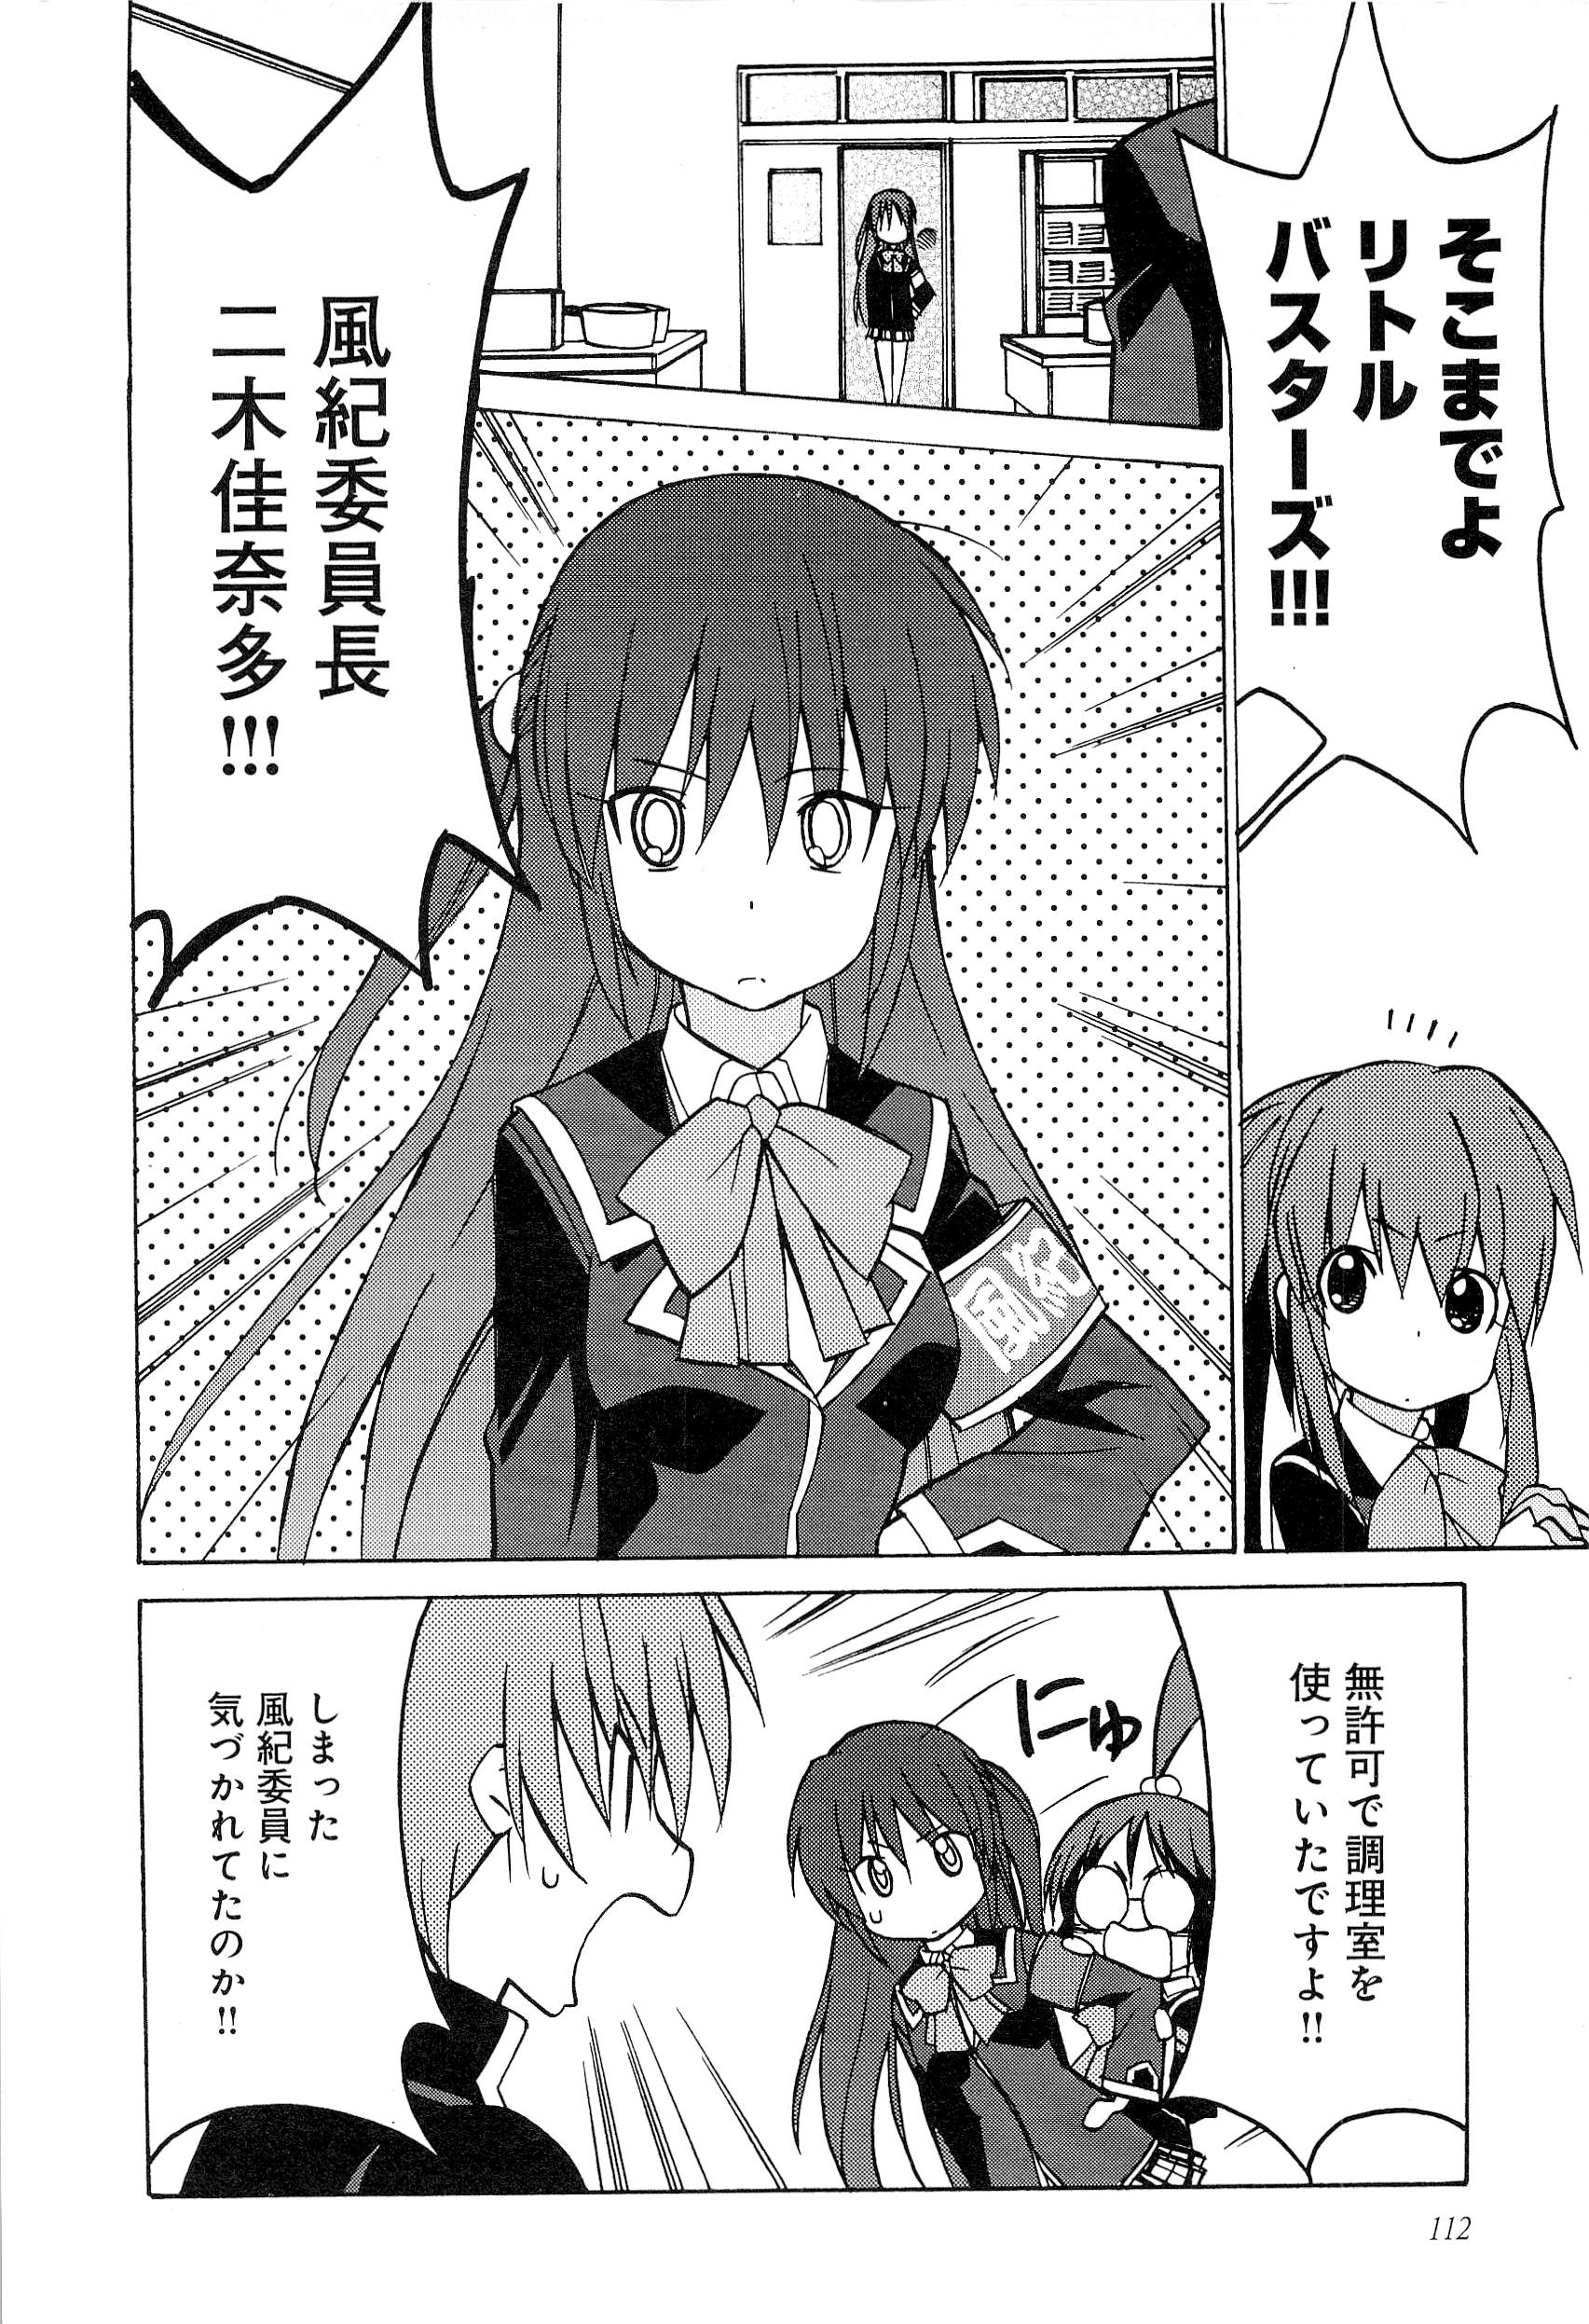 そこまでよ
リトル
バスターズ!!!
風紀委員長
二木佳奈多!!!
風紀
無許可で調理室を
使っていたですよ!!
にゅ
しまった
風紀委員に
気づかれてたのか!!
112